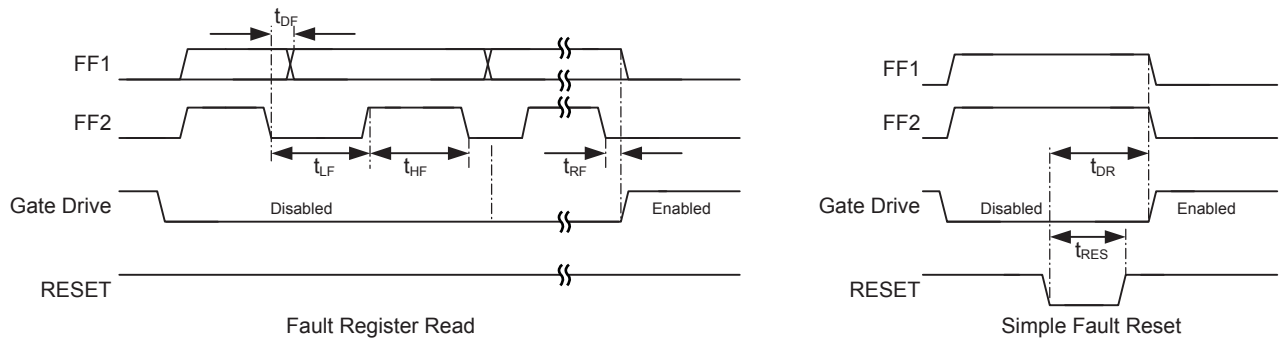 tDF
FF1
FF2
tLF
tHF
tRF
Gate Drive
Disabled
Enabled
RESET
Fault Register Read
FF1
FF2
tDR
Gate Drive
Disabled
Enabled
tRES
RESET
Simple Fault Reset